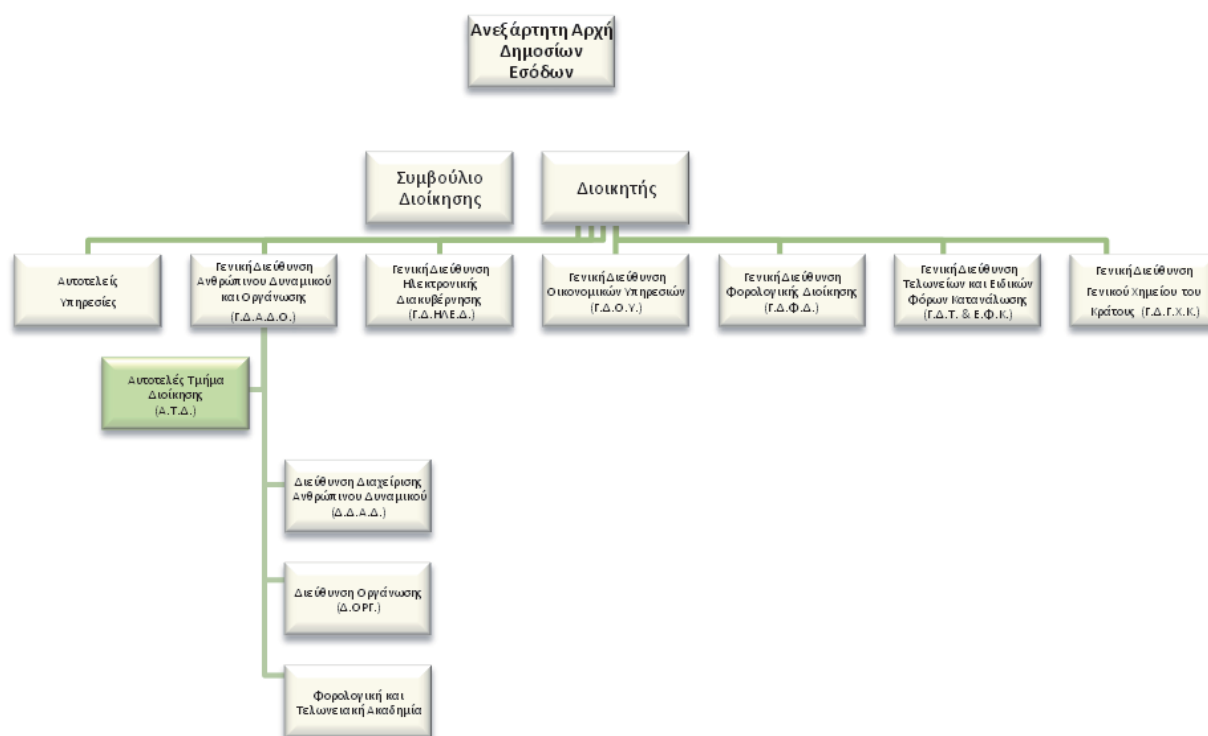 Ανεξάρτητη Αρχή
Δημοσίων
Εσόδων
Συμβούλιο
Διοίκησης
Διοικητής
Αυτοτελείς
Υπηρεσίες
Γενική Διεύθυνση
Ανθρώπινου Δυναμικού
και Οργάνωσης
(Γ.Δ.Α.Δ.Ο.)
Γενική Διεύθυνση
Ηλεκτρονικής
Διακυβέρνησης
(Γ.Δ.ΗΛΕ.Δ.)
Γενική Διεύθυνση
Οικονομικών Υπηρεσιών
(Γ.Δ.Ο.Υ.)
Γενική Διεύθυνση
Φορολογικής Διοίκησης
(Γ.Δ.Φ.Δ.)
Γενική Διεύθυνση
Τελωνείων και Ειδικών
Φόρων Κατανάλωσης
(Γ.Δ.Τ. & Ε.Φ.Κ.)
Γενική Διεύθυνση
Γενικού Χημείου του
Κράτους (Γ.Δ.Γ.Χ.Κ.)
Αυτοτελές Τμήμα
Διοίκησης
(Α.Τ.Δ.)
Διεύθυνση Διαχείρισης
Ανθρώπινου Δυναμικού
(Δ.Δ.Α.Δ.)
Διεύθυνση Οργάνωσης
(Δ.ΟΡΓ.)
Φορολογική και
Τελωνειακή Ακαδημία